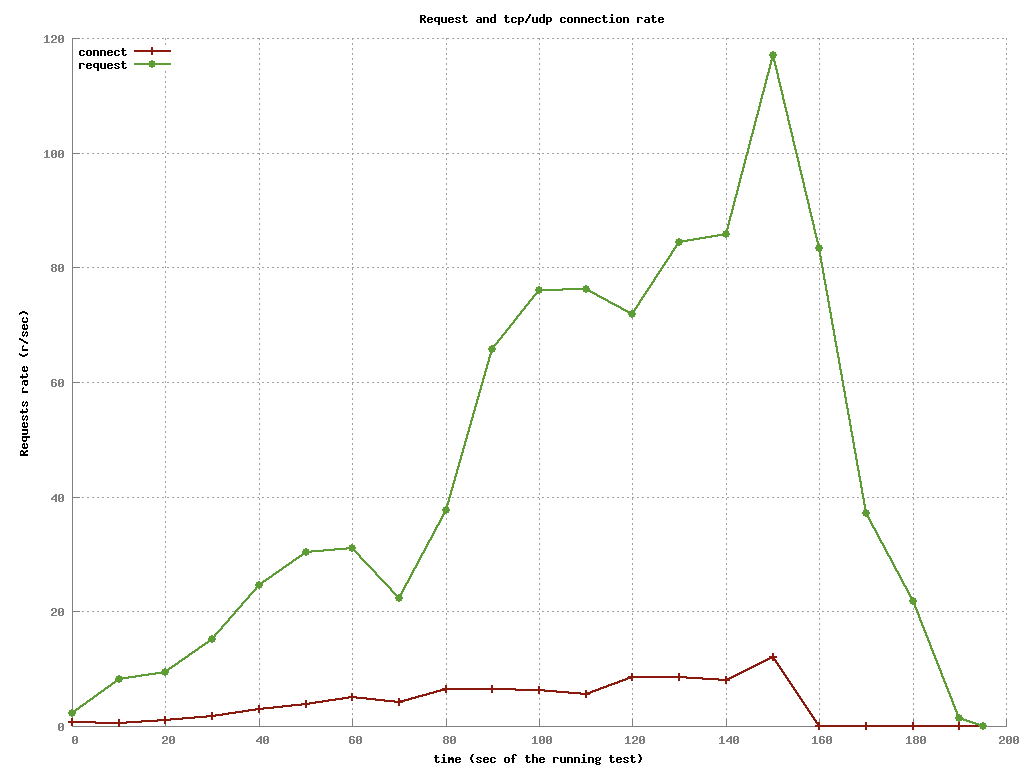 Request and tcp/udp connection rate
connect
request
120
100
80
60
40
20
0
Requests rate (r/sec)
0 20 40 60 80 100 120 140 160 180 200
time (sec of the running test)